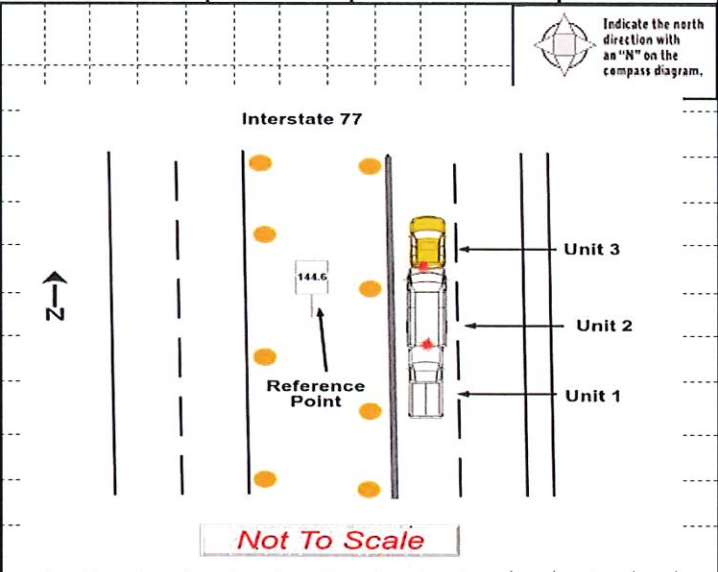 Indicate the north
direction with
an "N" on the
compass diagram.
Interstate 77
Unit 3
144.6
N
Unit 2
Reference
Point
Unit 1
Not To Scale